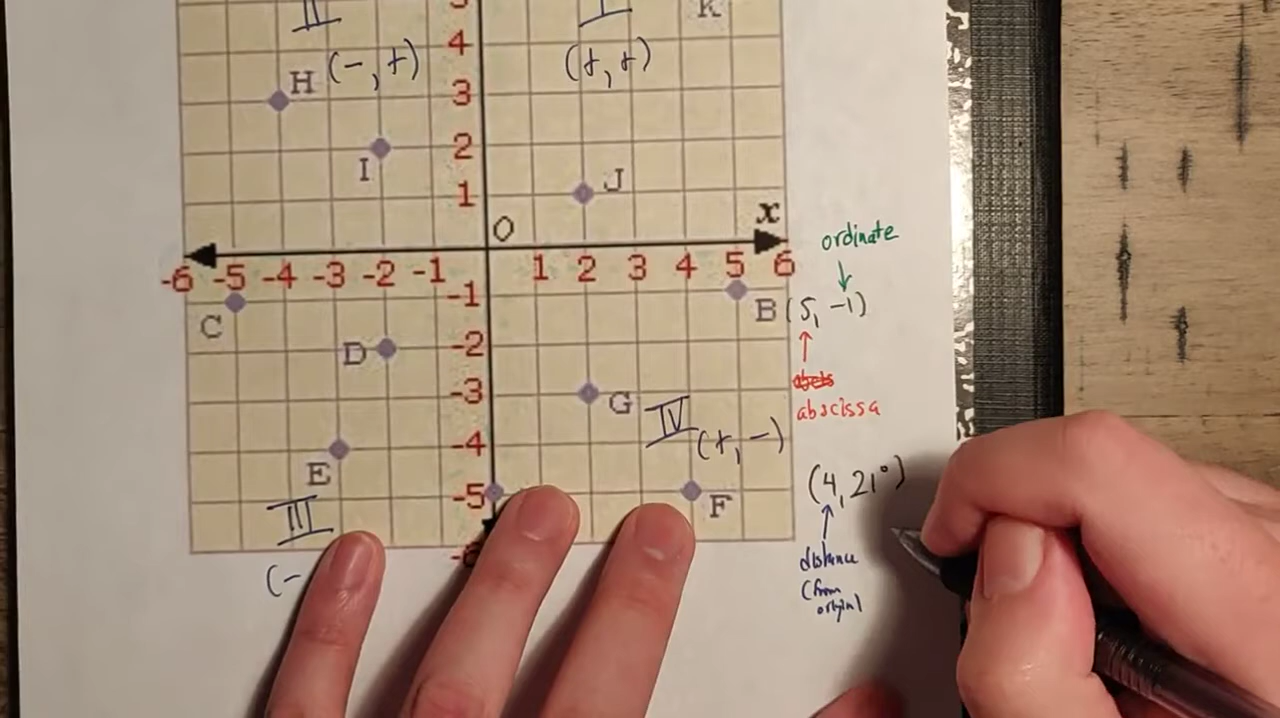 II
I
K
4
H (-,+)
(+,+)
3
I
2
J
1
x
O
ordinate
-6 -5 -4 -3 -2 -1
1 2 3 4 5 6
-1
C
B (5, -1)
D
-2
-3
G
abscissa
IV
(+,-)
-4
E
(4,21°)
-5
F
III
distance
(from
origin)
(-